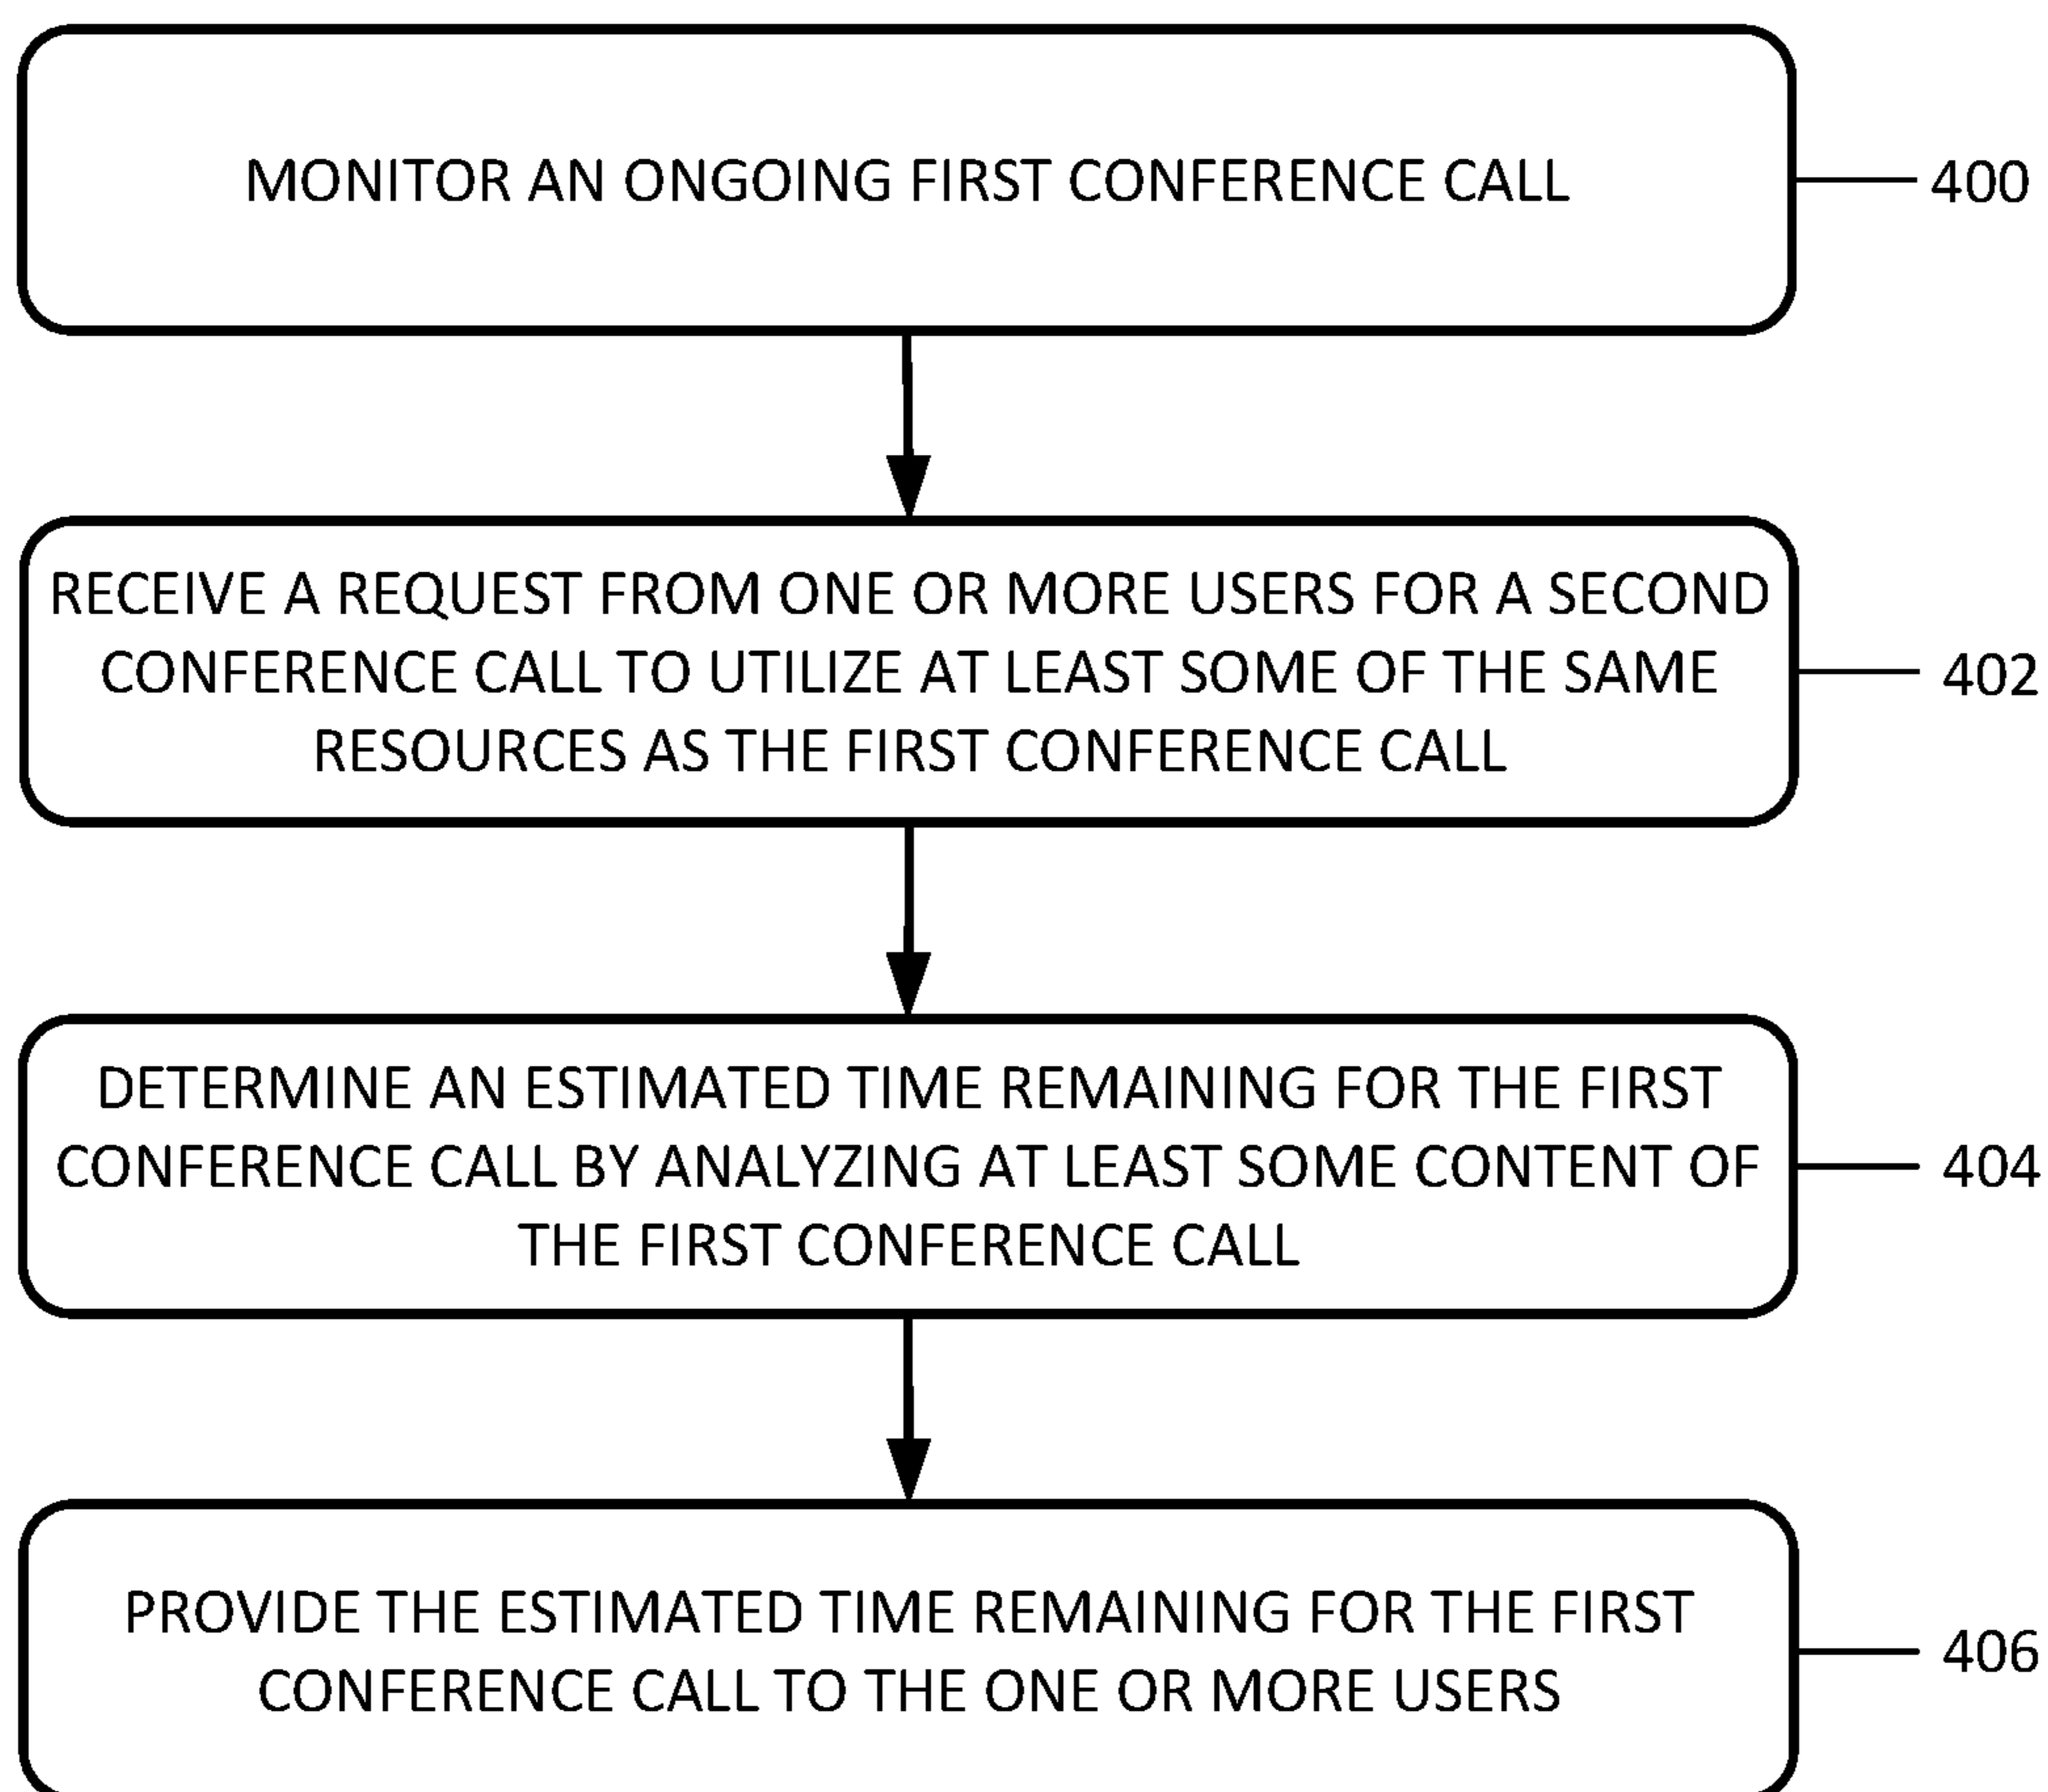 MONITOR AN ONGOING FIRST CONFERENCE CALL
400
RECEIVE A REQUEST FROM ONE OR MORE USERS FOR A SECOND
CONFERENCE CALL TO UTILIZE AT LEAST SOME OF THE SAME
RESOURCES AS THE FIRST CONFERENCE CALL
402
DETERMINE AN ESTIMATED TIME REMAINING FOR THE FIRST
CONFERENCE CALL BY ANALYZING AT LEAST SOME CONTENT OF
THE FIRST CONFERENCE CALL
404
PROVIDE THE ESTIMATED TIME REMAINING FOR THE FIRST
CONFERENCE CALL TO THE ONE OR MORE USERS
406